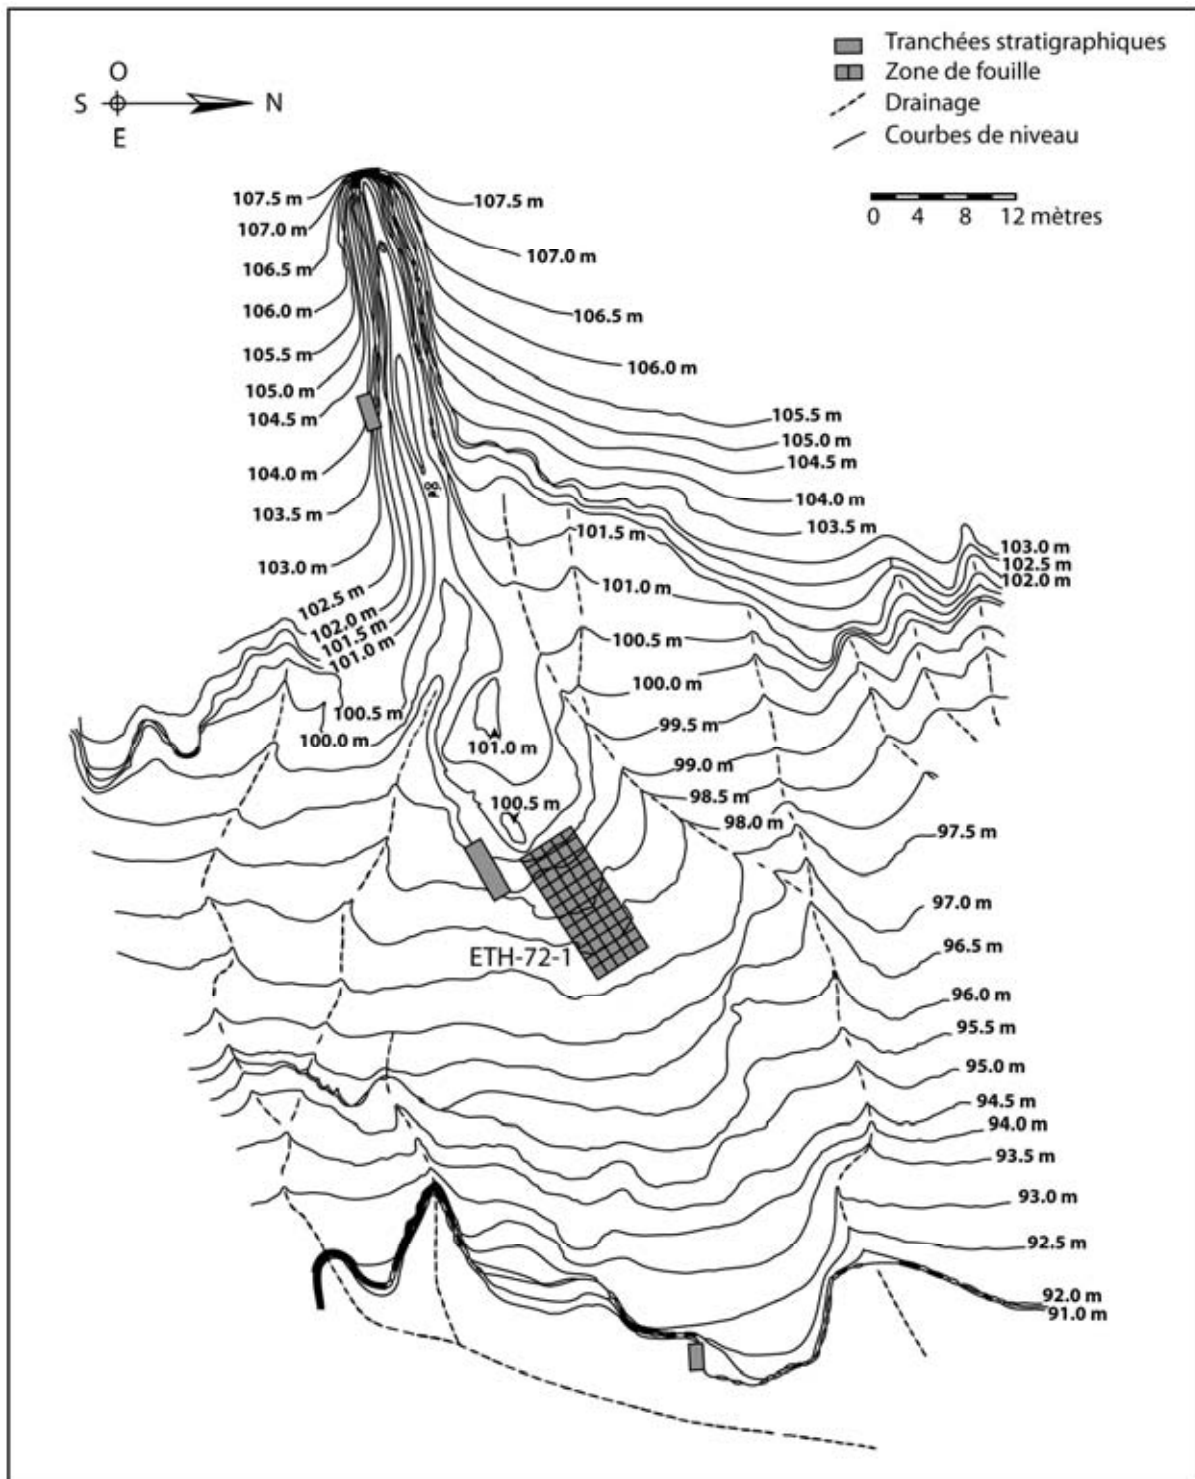 Tranchées stratigraphiques
Zone de fouille
Drainage
Courbes de niveau
0 4 8 12 mètres
O
S N
E
107.5 m
107.0 m
106.5 m
106.0 m
105.5 m
105.0 m
104.5 m
104.0 m
103.5 m
103.0 m
102.5 m
102.0 m
101.5 m
101.0 m
100.5 m
100.0 m
107.5 m
107.0 m
106.5 m
106.0 m
105.5 m
105.0 m
104.5 m
104.0 m
103.5 m
103.0 m
102.5 m
102.0 m
101.5 m
101.0 m
100.5 m
100.0 m
99.5 m
99.0 m
98.5 m
98.0 m
97.5 m
97.0 m
96.5 m
96.0 m
95.5 m
95.0 m
94.5 m
94.0 m
93.5 m
93.0 m
92.5 m
92.0 m
91.0 m
101.0 m
100.5 m
ETH-72-1